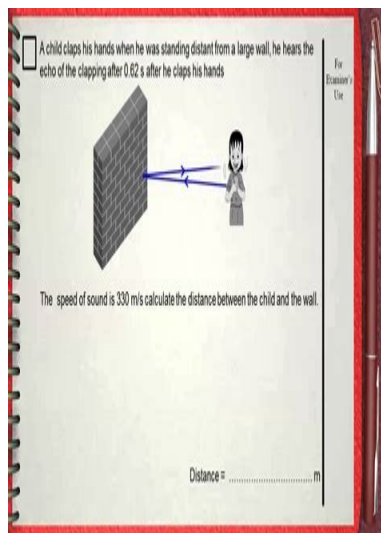 A child claps his hands when he was standing distant from a large wall, he hears the
echo of the clapping after 0.62 s after he claps his hands
For
Examiner's
Use
The speed of sound is 330 m/s calculate the distance between the child and the wall.
Distance = ................................ m